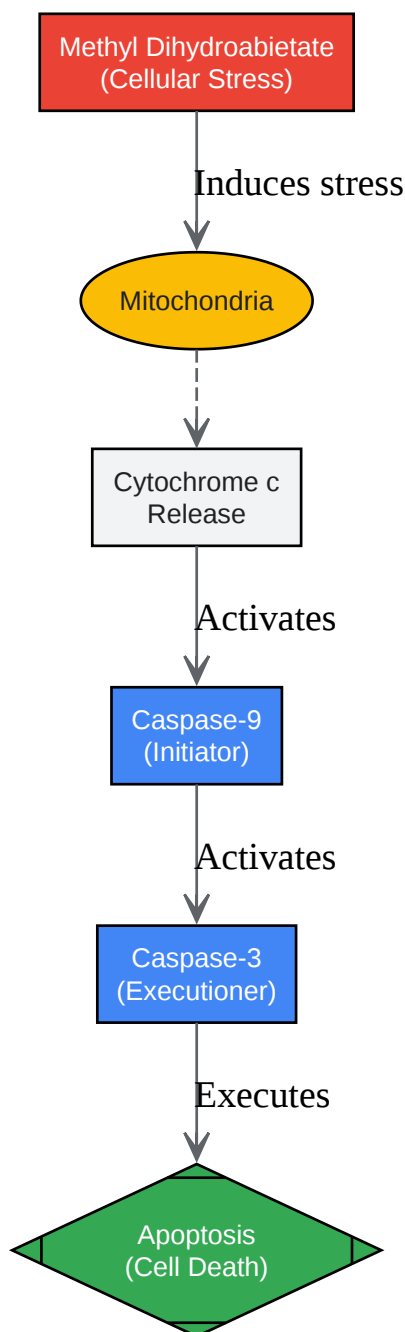 Methyl Dihydroabietate
(Cellular Stress)
Induces stress
Mitochondria
Cytochrome c
Release
Activates
Caspase-9
(Initiator)
Activates
Caspase-3
(Executioner)
Executes
Apoptosis
(Cell Death)